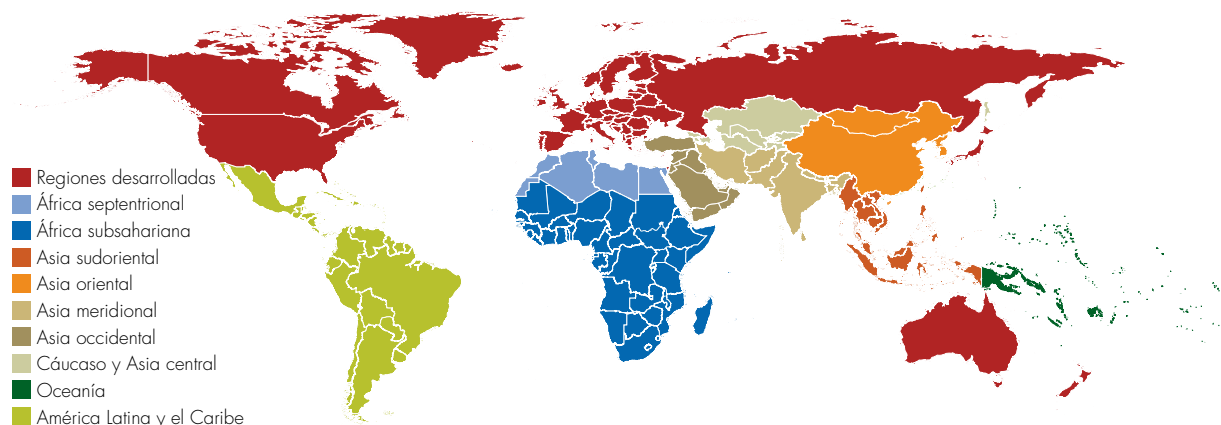 Regiones desarrolladas
África septentrional
África subsahariana
Asia sudoriental
Asia oriental
Asia meridional
Asia occidental
Cáucaso y Asia central
Oceanía
América Latina y el Caribe